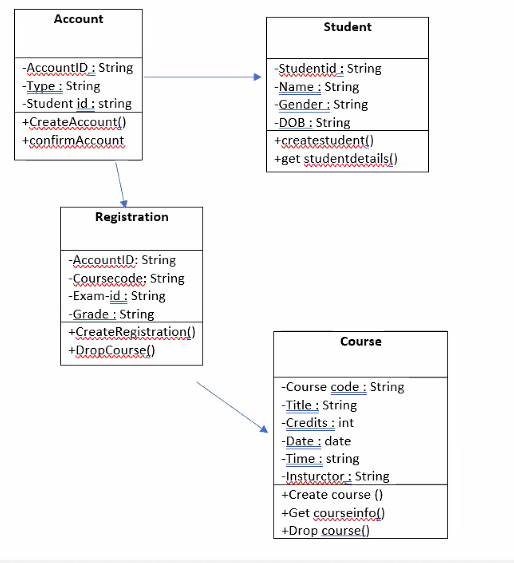 Account
-AccountID : String
-Type : String
-Student id : string
+CreateAccount()
+confirmAccount
Student
-Studentid : String
-Name : String
-Gender : String
-DOB : String
+createstudent()
+get studentdetails()
Registration
-AccountID: String
-Coursecode: String
-Exam-id : String
-Grade : String
+CreateRegistration()
+DropCourse()
Course
-Course code : String
-Title : String
-Credits : int
-Date : date
-Time : string
-Insturctor : String
+Create course ()
+Get courseinfo()
+Drop course()